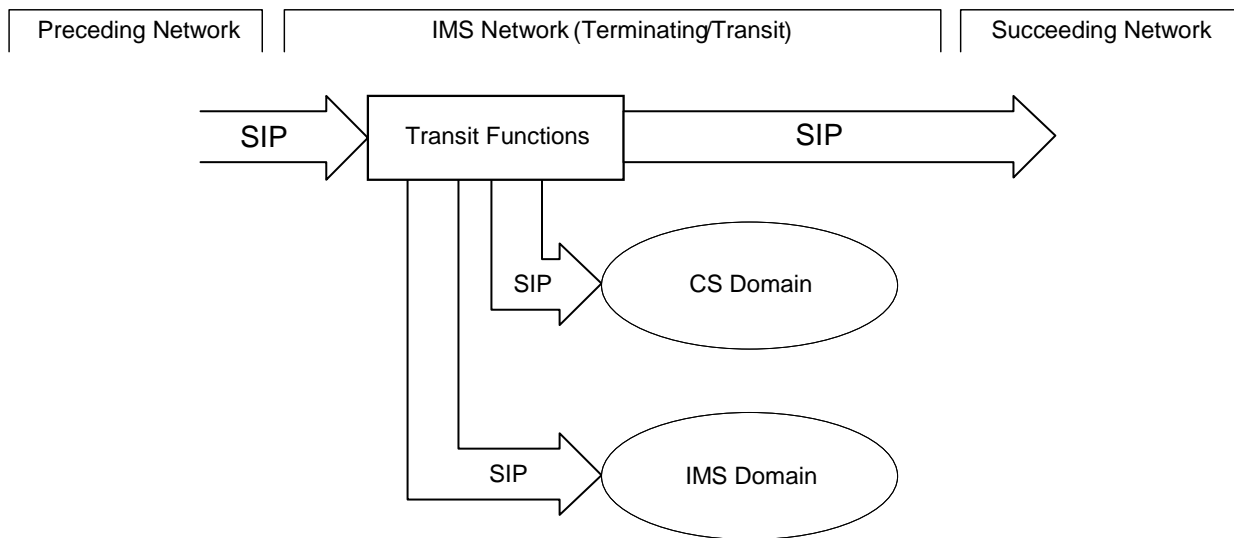 Preceding Network
IMS Network (Terminating/Transit)
Succeeding Network
SIP
Transit Functions
SIP
SIP
CS Domain
SIP
IMS Domain